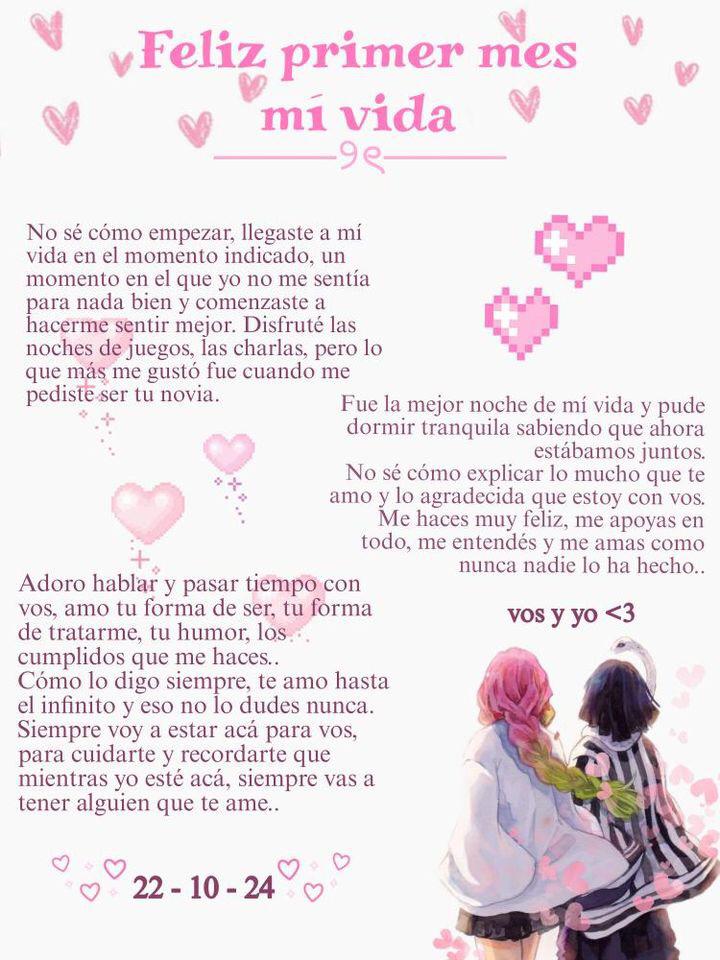 Feliz primer mes
mí vida
No sé cómo empezar, llegaste a mí
vida en el momento indicado, un
momento en el que yo no me sentía
para nada bien y comenzaste a
hacerme sentir mejor. Disfruté las
noches de juegos, las charlas, pero lo
que más me gustó fue cuando me
pediste ser tu novia.
Fue la mejor noche de mí vida y pude
dormir tranquila sabiendo que ahora
estábamos juntos.
No sé cómo explicar lo mucho que te
amo y lo agradecida que estoy con vos.
Me haces muy feliz, me apoyas en
todo, me entendés y me amas como
nunca nadie lo ha hecho..
Adoro hablar y pasar tiempo con
vos, amo tu forma de ser, tu forma
de tratarme, tu humor, los
cumplidos que me haces..
Cómo lo digo siempre, te amo hasta
el infinito y eso no lo dudes nunca.
Siempre voy a estar acá para vos,
para cuidarte y recordarte que
mientras yo esté acá, siempre vas a
tener alguien que te ame..
vos y yo <3
22 - 10 - 24